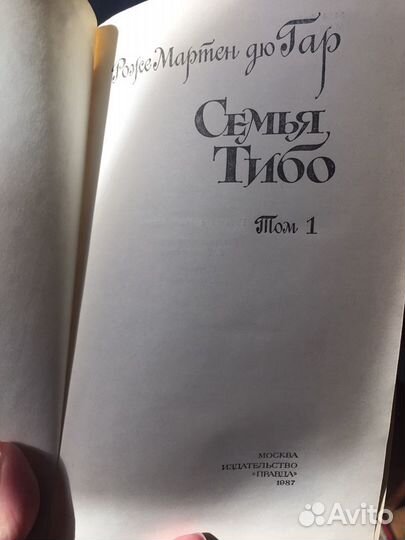 Роже Мартен дю Гар
Семья
Тибо
Том 1
МОСКВА
ИЗДАТЕЛЬСТВО
«ПРАВДА»
1987
Avito